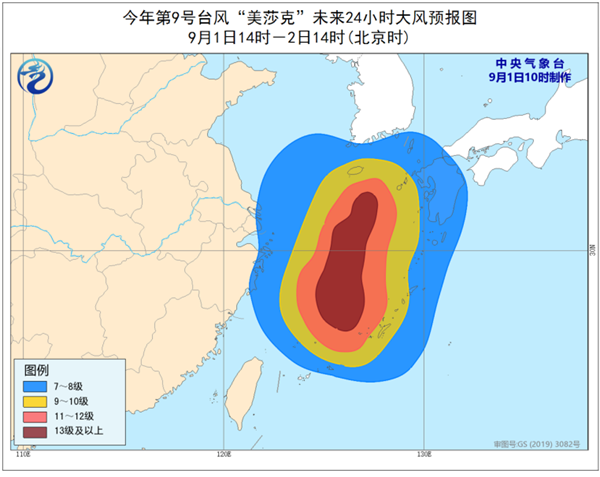 今年第9号台风“美莎克”未来24小时大风预报图
9月1日14时－2日14时(北京时)
中央气象台
9月1日10时制作
30N
图例
7～8级
9～10级
11～12级
13级及以上
审图号:GS (2019) 3082号
110E
120E
130E